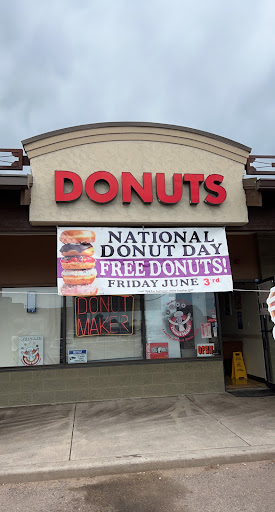 DONUTS
NATIONAL
DONUT DAY
FREE DONUTS!
FRIDAY JUNE 3rd
DONUT
MAKER
OPEN